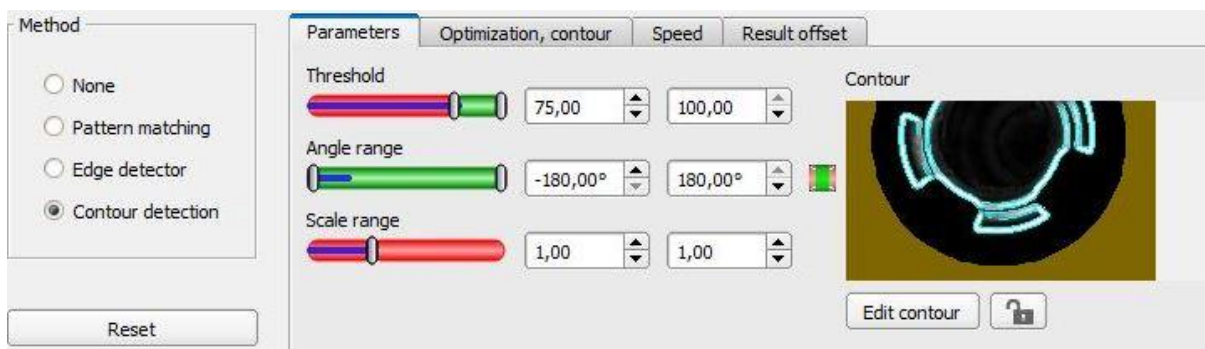 Method
None
Pattern matching
Edge detector
Contour detection
Reset
Parameters Optimization, contour Speed Result offset
Threshold
75,00 100,00
Angle range
-180,00° 180,00°
Scale range
1,00 1,00
Contour
Edit contour